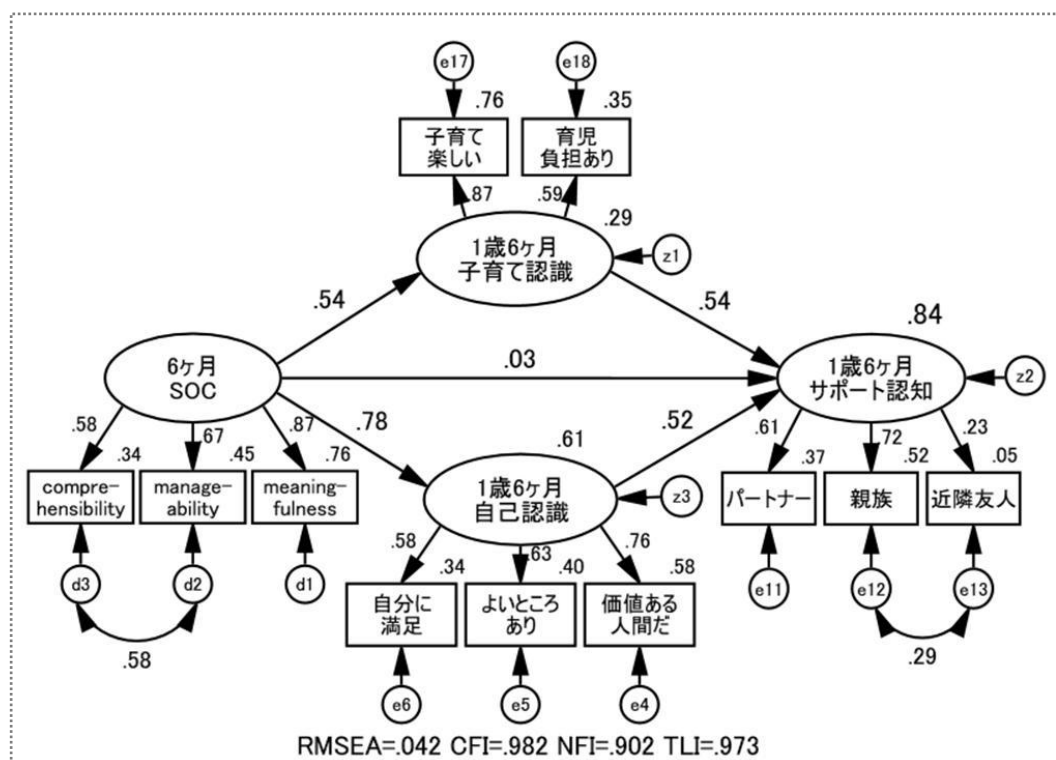 e17
e18
.76
.35
子育て
楽しい
育児
負担あり
.87
.59
.29
1歳6ヶ月
子育て認識
z1
.54
.54
.84
6ヶ月
SOC
.03
1歳6ヶ月
サポート認知
z2
.58
.67
.87
.78
.52
.61
.72
.23
.34
.45
.76
.61
.37
.52
.05
compre-
hensibility
manage-
ability
meaning-
fulness
1歳6ヶ月
自己認識
z3
パートナー
親族
近隣友人
.58
.63
.76
d3
d2
d1
.34
.40
.58
e11
e12
e13
自分に
満足
よいところ
あり
価値ある
人間だ
.58
.29
e6
e5
e4
RMSEA=.042 CFI=.982 NFI=.902 TLI=.973